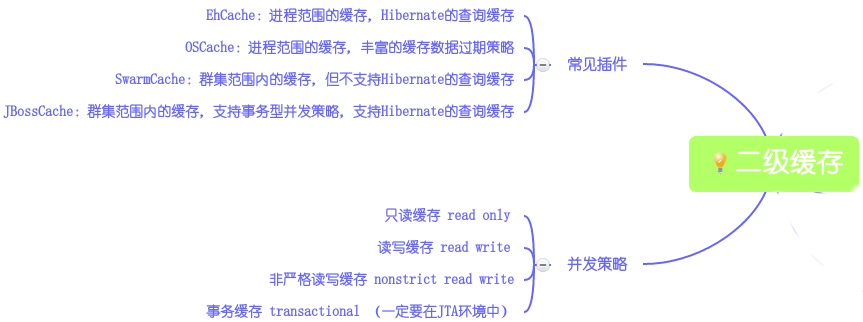 EhCache: 进程范围的缓存, Hibernate的查询缓存
OSCache: 进程范围的缓存, 丰富的缓存数据过期策略
SwarmCache: 群集范围内的缓存, 但不支持Hibernate的查询缓存
JBossCache: 群集范围内的缓存, 支持事务型并发策略, 支持Hibernate的查询缓存
常见插件
二级缓存
只读缓存 read only
读写缓存 read write
非严格读写缓存 nonstrict read write
事务缓存 transactional (一定要在JTA环境中)
并发策略